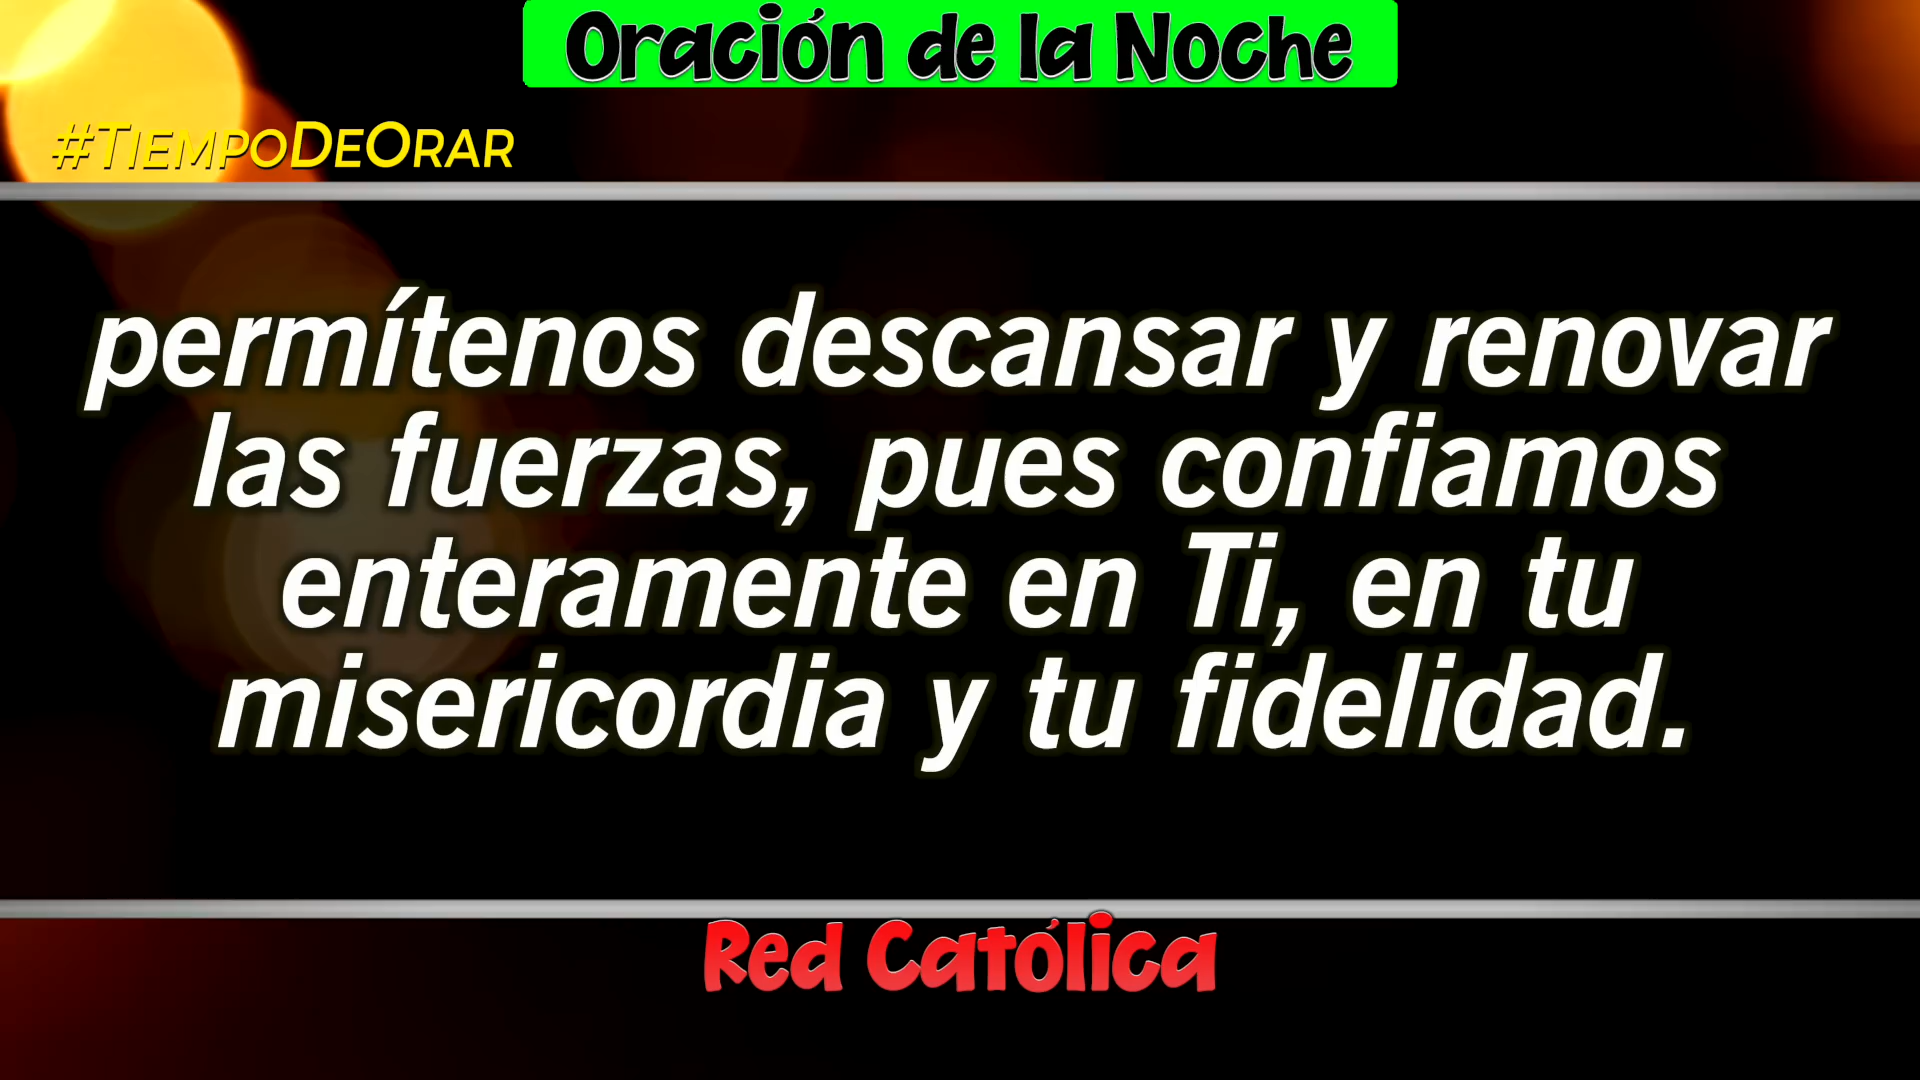 Oración de la Noche
#TiempoDeOrar
permítenos descansar y renovar
las fuerzas, pues confiamos
enteramente en Ti, en tu
misericordia y tu fidelidad.
Red Católica